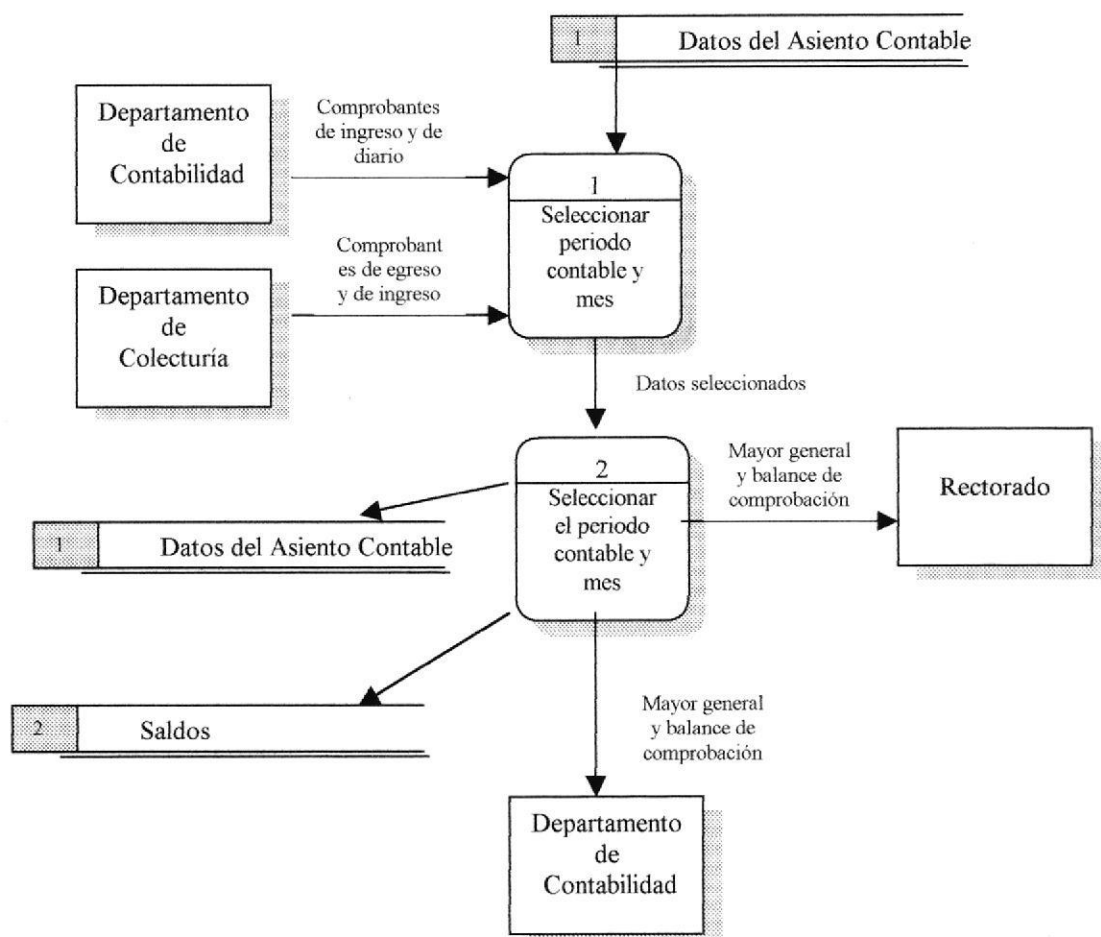 1 Datos del Asiento Contable
Departamento
de
Contabilidad
Comprobantes
de ingreso y de
diario
1
Seleccionar
periodo
contable y
mes
Departamento
de
Colecturía
Comprobant
es de egreso
y de ingreso
Datos seleccionados
2
Seleccionar
el periodo
contable y
mes
Mayor general
y balance de
comprobación
Rectorado
1 Datos del Asiento Contable
2 Saldos
Mayor general
y balance de
comprobación
Departamento
de
Contabilidad